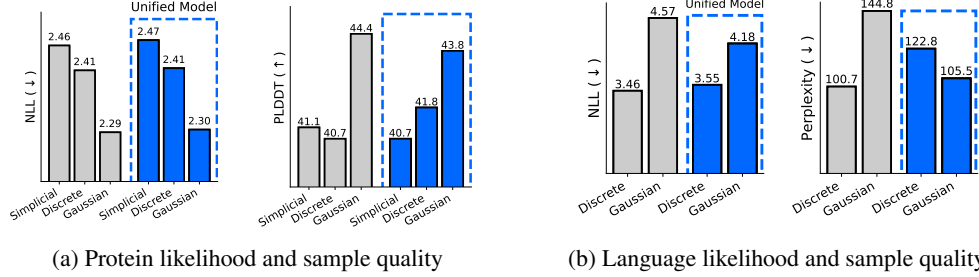 Unified Model
NLL (↓)
2.46
2.41
2.29
2.47
2.41
2.30
Simplicial
Discrete
Gaussian
Simplicial
Discrete
Gaussian
PLDDT (↑)
41.1
40.7
44.4
40.7
41.8
43.8
Simplicial
Discrete
Gaussian
Simplicial
Discrete
Gaussian
(a) Protein likelihood and sample quality
Unified Model
NLL (↓)
3.46
4.57
3.55
4.18
Discrete
Gaussian
Discrete
Gaussian
Perplexity (↓)
100.7
144.8
122.8
105.5
Discrete
Gaussian
Discrete
Gaussian
(b) Language likelihood and sample quality